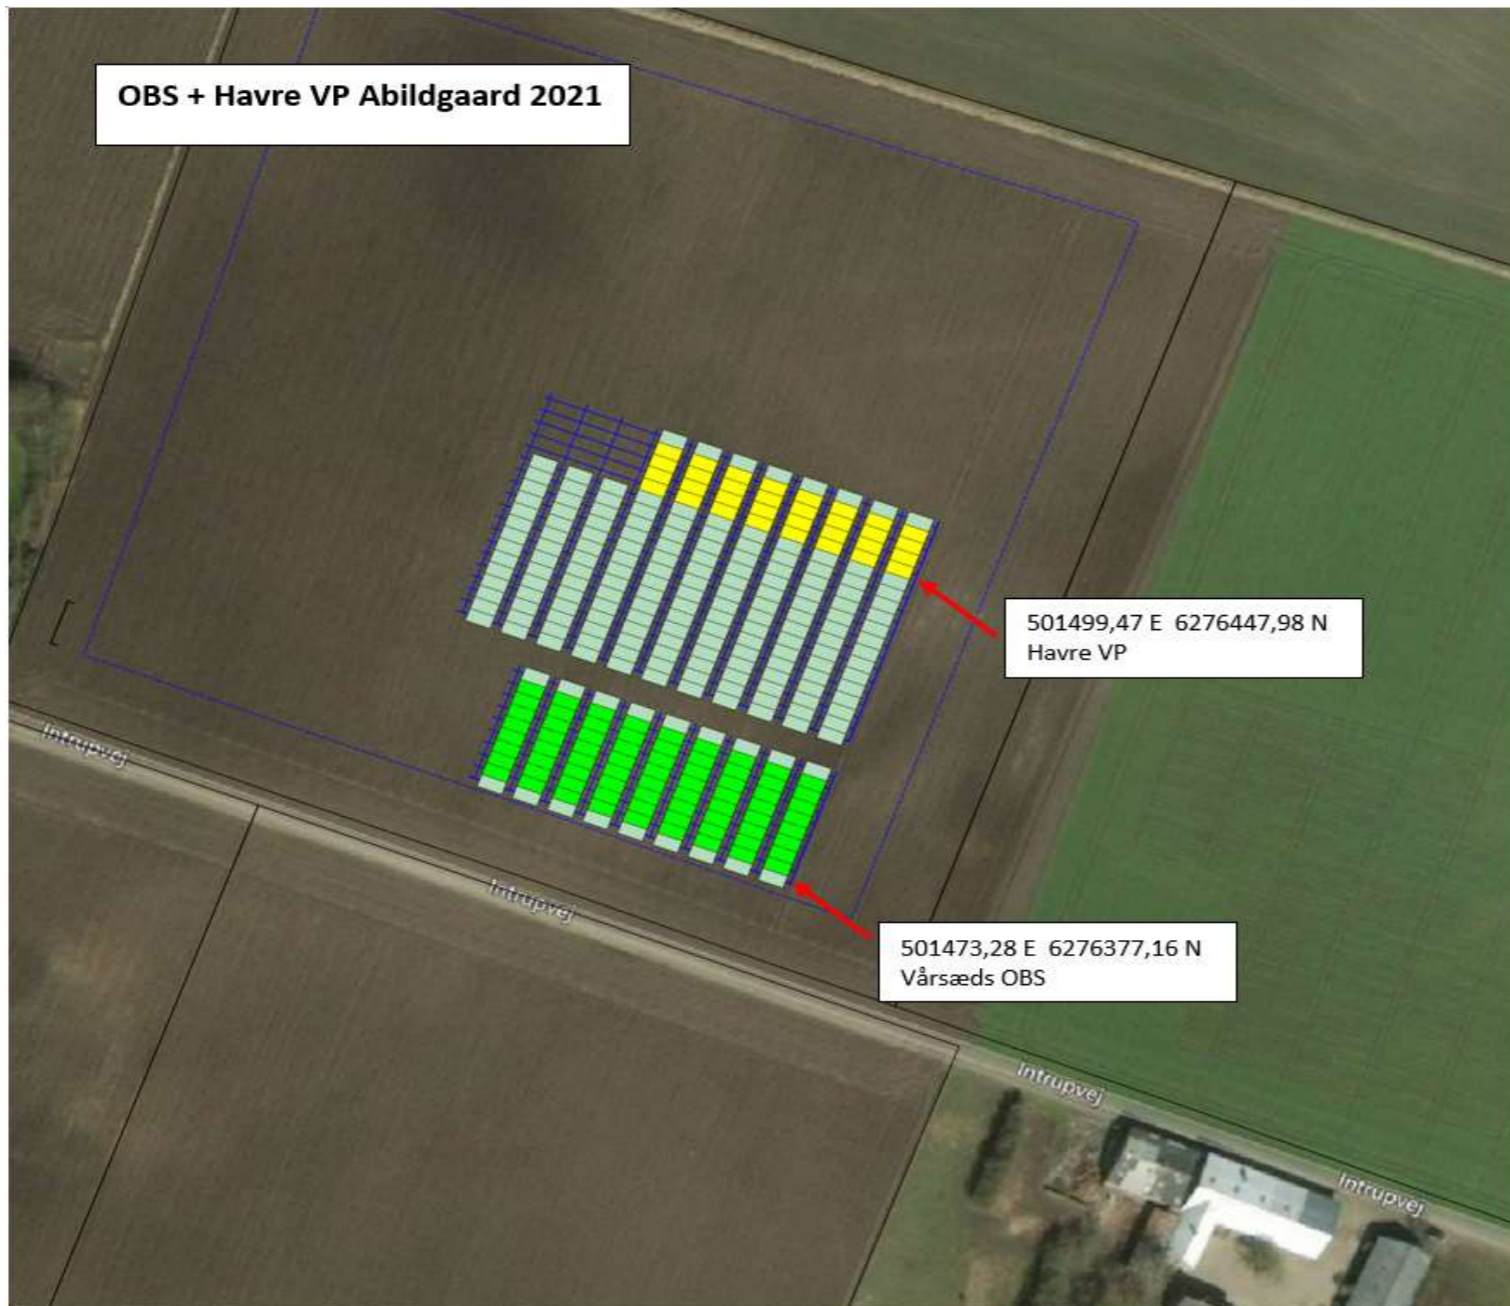 OBS + Havre VP Abildgaard 2021
501499,47 E  6276447,98 N
Havre VP
Intrupvej
Intrupvej
501473,28 E  6276377,16 N
Vårsæds OBS
Intrupvej
Intrupvej